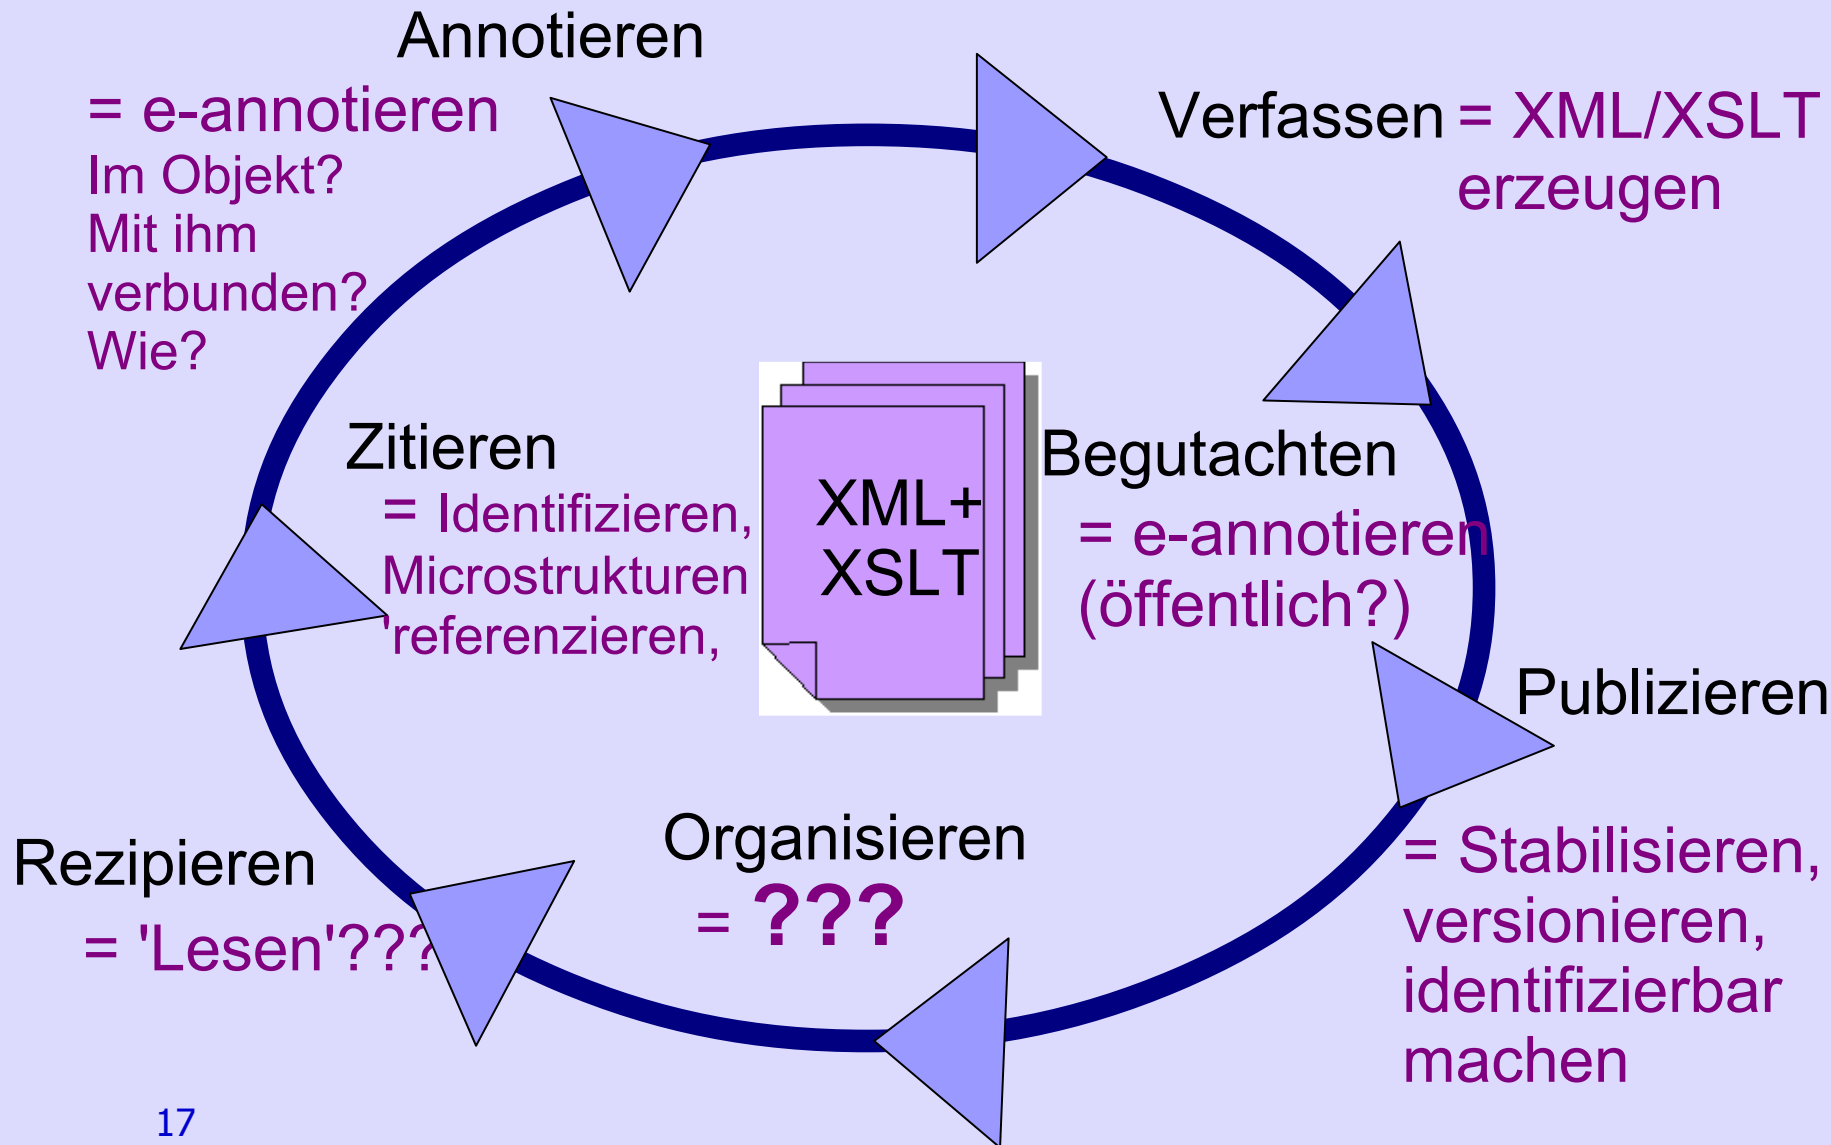 Annotieren
= e-annotieren
Im Objekt?
Mit ihm
verbunden?
Wie?
Verfassen = XML/XSLT
erzeugen
Zitieren
= Identifizieren,
Microstrukturen
'referenzieren,
XML+
XSLT
Begutachten
= e-annotieren
(öffentlich?)
Publizieren
= Stabilisieren,
versionieren,
identifizierbar
machen
Organisieren
= ???
Rezipieren
= 'Lesen'???
17